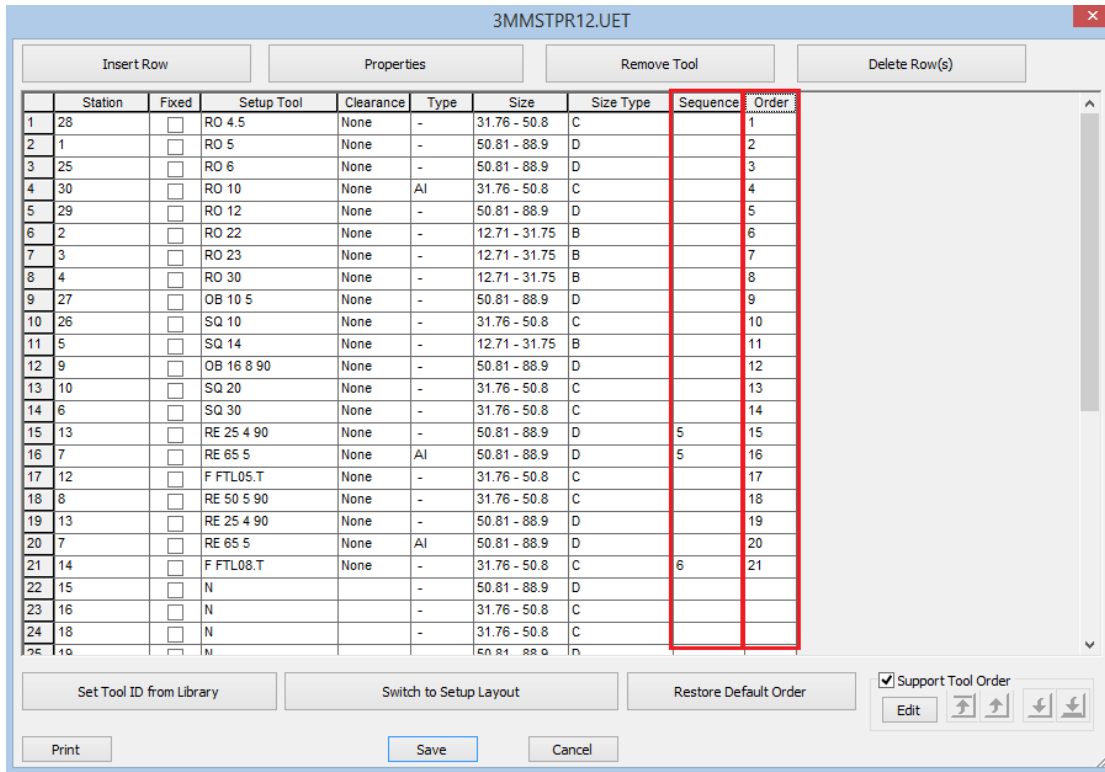 3MMSTPR12.UET
Insert Row Properties Remove Tool Delete Row(s)
Station Fixed Setup Tool Clearance Type Size Size Type Sequence Order
1 28 RO 4.5 None - 31.76 - 50.8 C 1
2 1 RO 5 None - 50.81 - 88.9 D 2
3 25 RO 6 None - 50.81 - 88.9 D 3
4 30 RO 10 None AI 31.76 - 50.8 C 4
5 29 RO 12 None - 50.81 - 88.9 D 5
6 2 RO 22 None - 12.71 - 31.75 B 6
7 3 RO 23 None - 12.71 - 31.75 B 7
8 4 RO 30 None - 12.71 - 31.75 B 8
9 27 OB 10 5 None - 50.81 - 88.9 D 9
10 26 SQ 10 None - 31.76 - 50.8 C 10
11 5 SQ 14 None - 12.71 - 31.75 B 11
12 9 OB 16 8 90 None - 50.81 - 88.9 D 12
13 10 SQ 20 None - 31.76 - 50.8 C 13
14 6 SQ 30 None - 31.76 - 50.8 C 14
15 13 RE 25 4 90 None - 50.81 - 88.9 D 5 15
16 7 RE 65 5 None AI 50.81 - 88.9 D 5 16
17 12 F FTL05.T None - 31.76 - 50.8 C 17
18 8 RE 50 5 90 None - 31.76 - 50.8 C 18
19 13 RE 25 4 90 None - 50.81 - 88.9 D 19
20 7 RE 65 5 None AI 50.81 - 88.9 D 20
21 14 F FTL08.T None - 31.76 - 50.8 C 6 21
22 15 N - 50.81 - 88.9 D
23 16 N - 31.76 - 50.8 C
24 18 N - 31.76 - 50.8 C
25 19 N 50.81 - 88.9 D
Set Tool ID from Library Switch to Setup Layout Restore Default Order Support Tool Order
Edit
Print Save Cancel